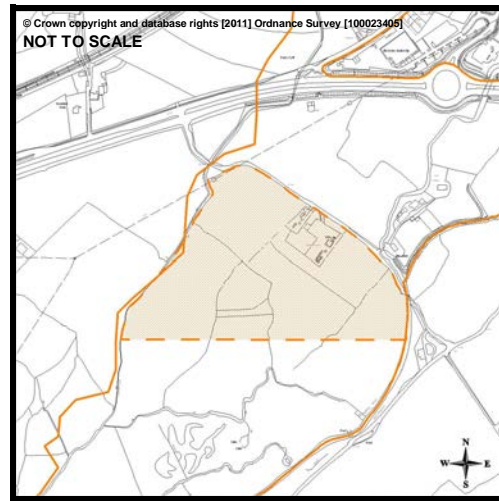 © Crown copyright and database rights [2011] Ordnance Survey [100023405]
NOT TO SCALE
N
W E
S